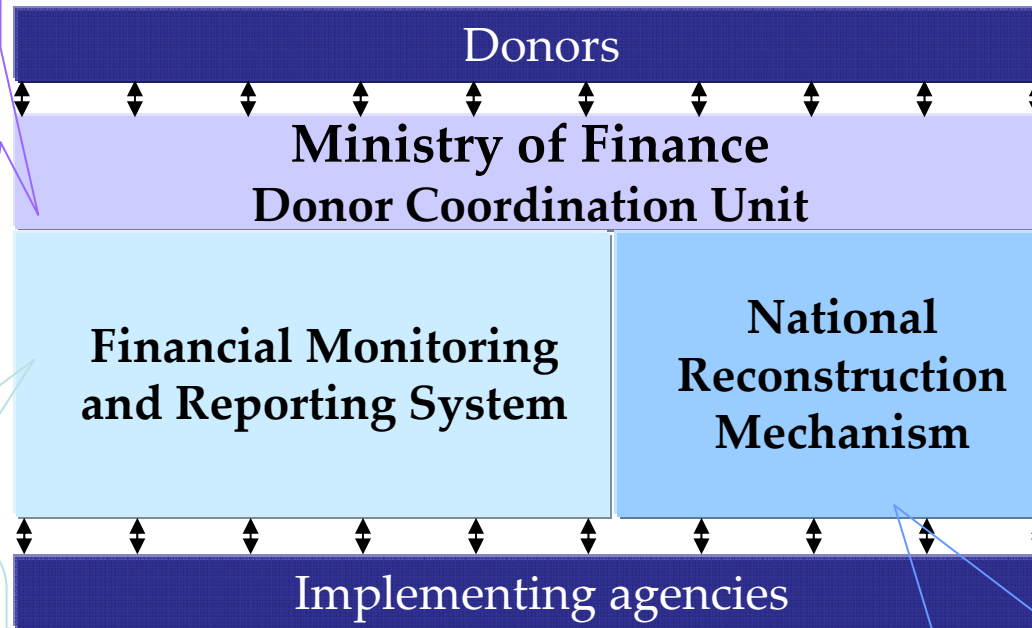 Donors
Ministry of Finance
Donor Coordination Unit
Financial Monitoring
and Reporting System
National
Reconstruction
Mechanism
Implementing agencies